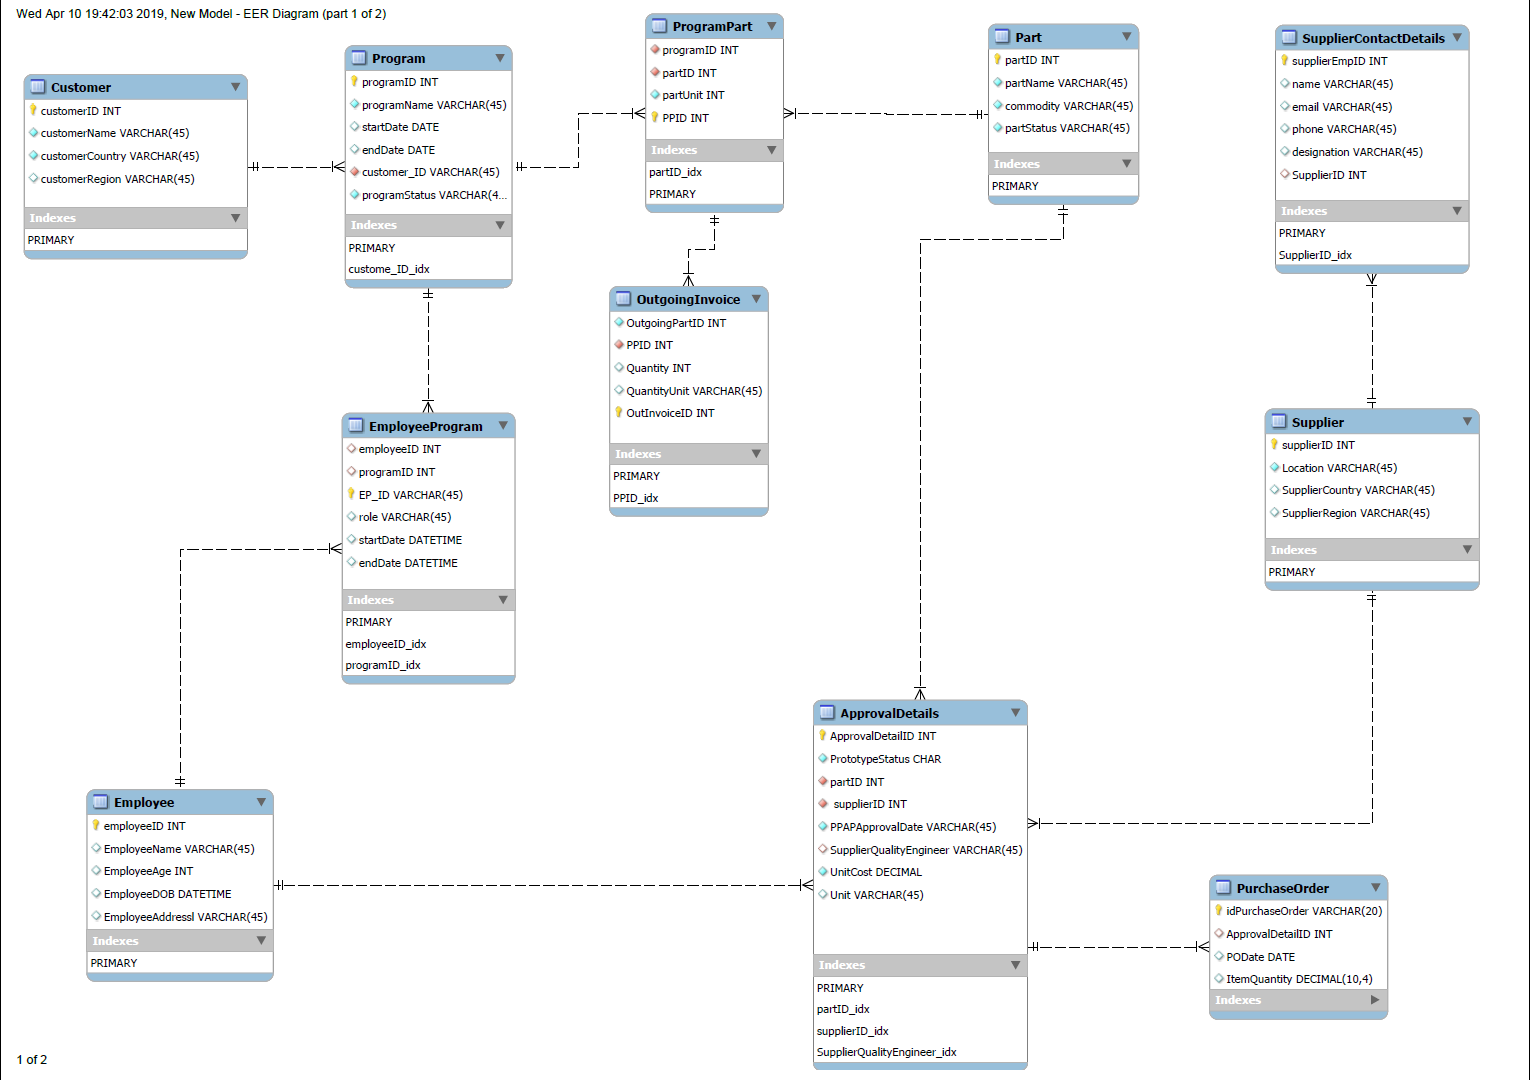 Wed Apr 10 19:42:03 2019, New Model - EER Diagram (part 1 of 2)
Customer
customerID INT
customerName VARCHAR(45)
customerCountry VARCHAR(45)
customerRegion VARCHAR(45)
Indexes
PRIMARY
Program
programID INT
programName VARCHAR(45)
startDate DATE
endDate DATE
customer_ID VARCHAR(45)
programStatus VARCHAR(4...
Indexes
PRIMARY
custome_ID_idx
ProgramPart
programID INT
partID INT
partUnit INT
PPID INT
Indexes
partID_idx
PRIMARY
Part
partID INT
partName VARCHAR(45)
commodity VARCHAR(45)
partStatus VARCHAR(45)
Indexes
PRIMARY
SupplierContactDetails
supplierEmpID INT
name VARCHAR(45)
email VARCHAR(45)
phone VARCHAR(45)
designation VARCHAR(45)
SupplierID INT
Indexes
PRIMARY
SupplierID_idx
OutgoingInvoice
OutgoingPartID INT
PPID INT
Quantity INT
QuantityUnit VARCHAR(45)
OutInvoiceID INT
Indexes
PRIMARY
PPID_idx
EmployeeProgram
employeeID INT
programID INT
EP_ID VARCHAR(45)
role VARCHAR(45)
startDate DATETIME
endDate DATETIME
Indexes
PRIMARY
employeeID_idx
programID_idx
Supplier
supplierID INT
Location VARCHAR(45)
SupplierCountry VARCHAR(45)
SupplierRegion VARCHAR(45)
Indexes
PRIMARY
Employee
employeeID INT
EmployeeName VARCHAR(45)
EmployeeAge INT
EmployeeDOB DATETIME
EmployeeAddressl VARCHAR(45)
Indexes
PRIMARY
ApprovalDetails
ApprovalDetailID INT
PrototypeStatus CHAR
partID INT
supplierID INT
PPAPApprovalDate VARCHAR(45)
SupplierQualityEngineer VARCHAR(45)
UnitCost DECIMAL
Unit VARCHAR(45)
Indexes
PRIMARY
partID_idx
supplierID_idx
SupplierQualityEngineer_idx
PurchaseOrder
idPurchaseOrder VARCHAR(20)
ApprovalDetailID INT
PODate DATE
ItemQuantity DECIMAL(10,4)
Indexes
1 of 2